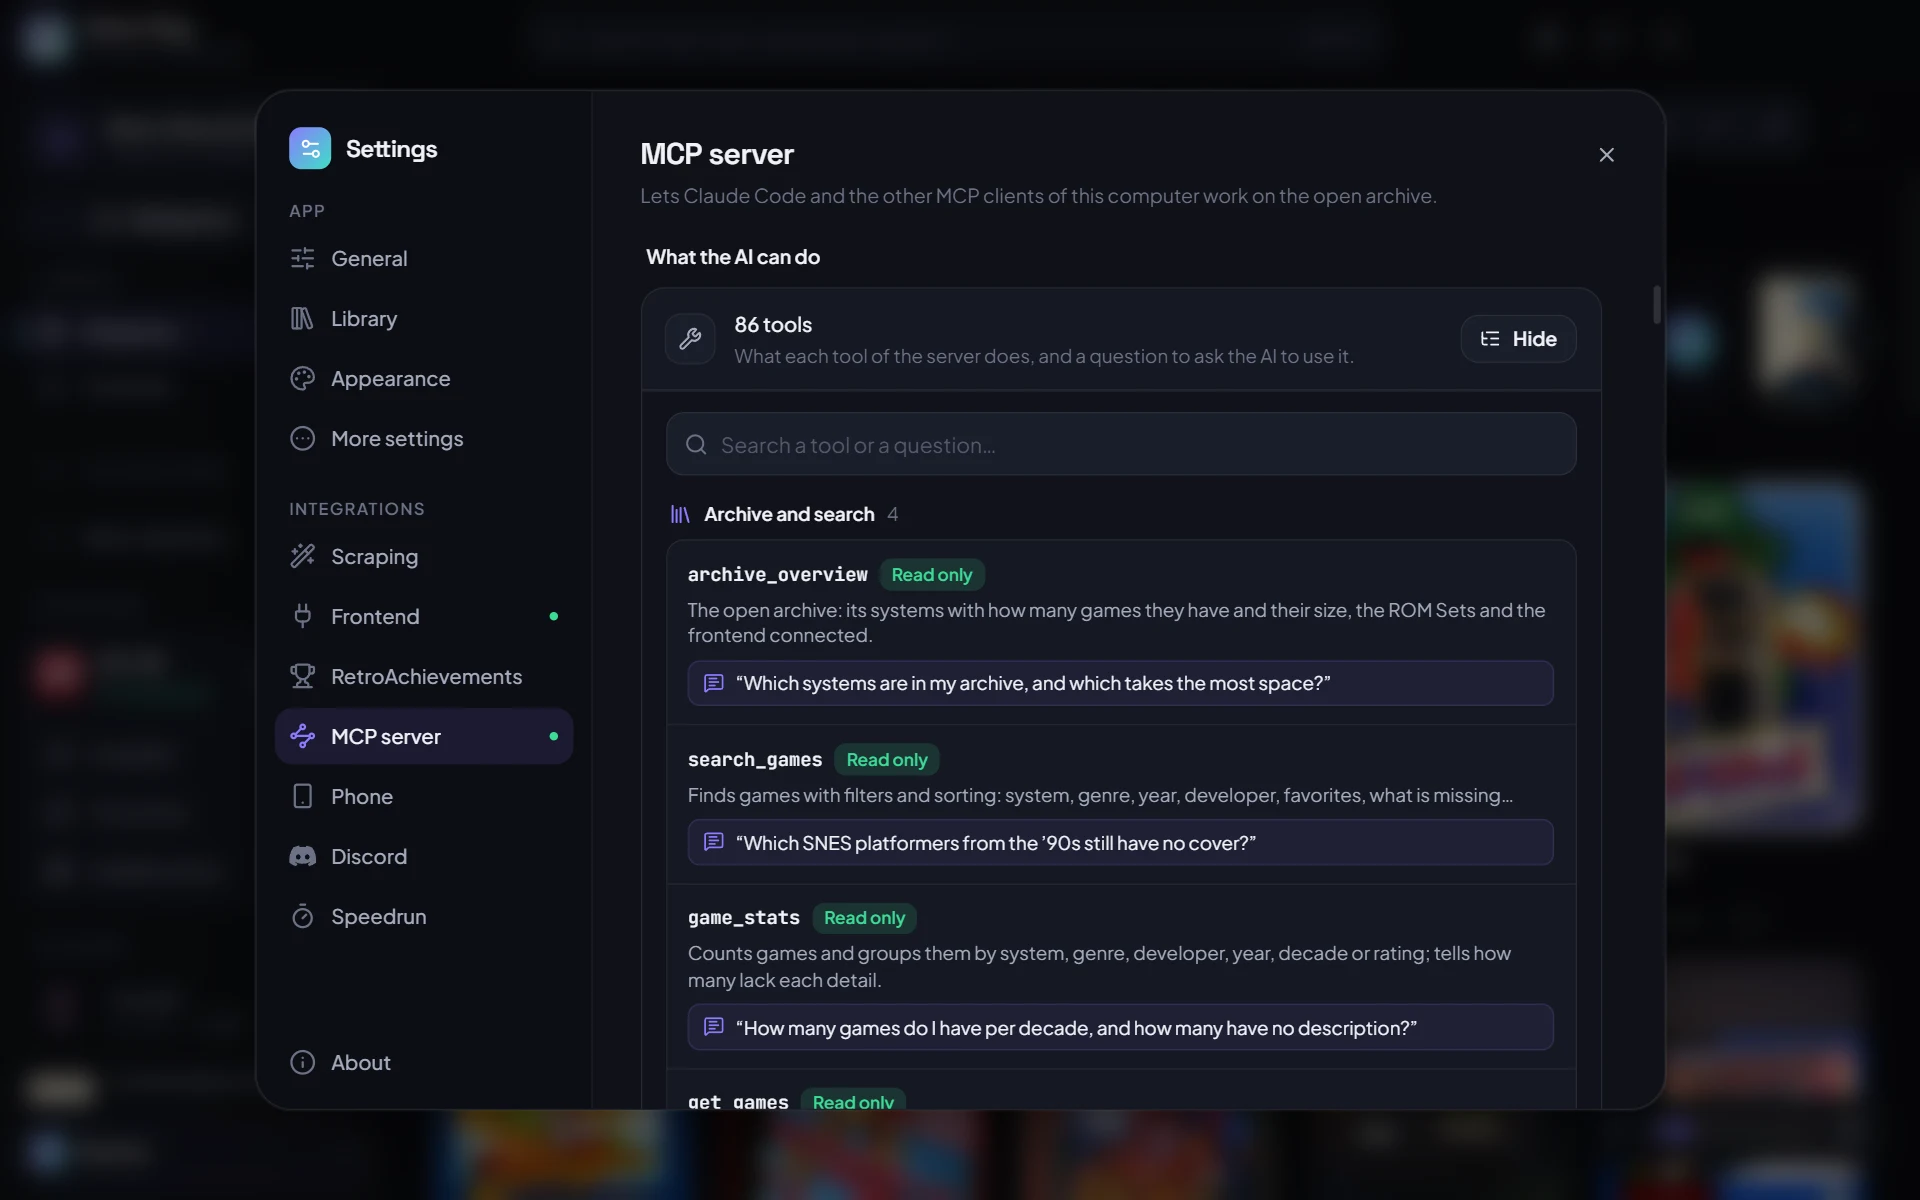 Settings
APP
General
Library
Appearance
More settings
INTEGRATIONS
Scraping
Frontend
RetroAchievements
MCP server
Phone
Discord
Speedrun
About
MCP server
Lets Claude Code and the other MCP clients of this computer work on the open archive.
What the AI can do
86 tools
What each tool of the server does, and a question to ask the AI to use it.
Hide
Search a tool or a question...
Archive and search 4
archive_overview Read only
The open archive: its systems with how many games they have and their size, the ROM Sets and the
frontend connected.
“Which systems are in my archive, and which takes the most space?”
search_games Read only
Finds games with filters and sorting: system, genre, year, developer, favorites, what is missing...
“Which SNES platformers from the ’90s still have no cover?”
game_stats Read only
Counts games and groups them by system, genre, developer, year, decade or rating; tells how
many lack each detail.
“How many games do I have per decade, and how many have no description?”
get_games Read only